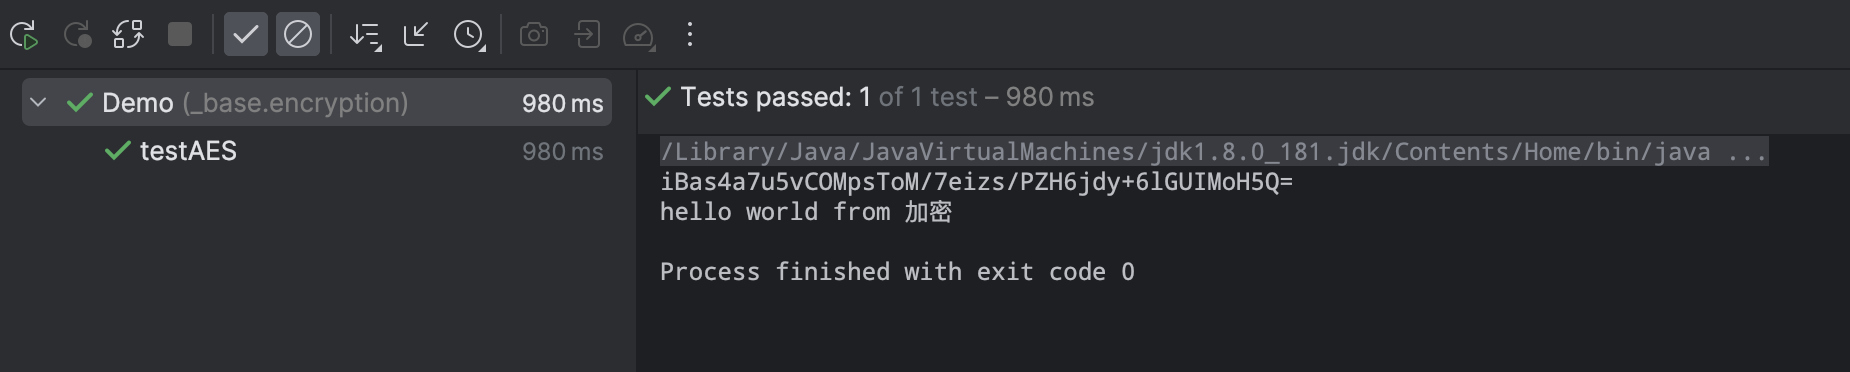 Demo (_base.encryption) 980 ms
testAES 980 ms
Tests passed: 1 of 1 test – 980 ms
/Library/Java/JavaVirtualMachines/jdk1.8.0_181.jdk/Contents/Home/bin/java ...
iBas4a7u5vCOMpsToM/7eizs/PZH6jdy+6lGUIMoH5Q=
hello world from 加密
Process finished with exit code 0